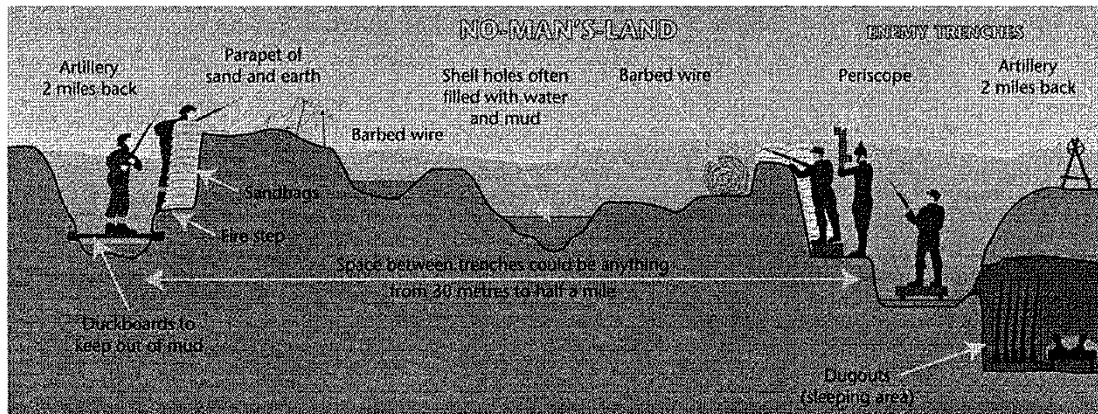 NO-MAN'S-LAND
ENEMY TRENCHES
Artillery
2 miles back
Parapet of
sand and earth
Shell holes often
filled with water
and mud
Barbed wire
Periscope
Artillery
2 miles back
Barbed wire
Sandbags
Fire step
Space between trenches could be anything
from 30 metres to half a mile
Duckboards to
keep out of mud
Dugouts
(sleeping area)